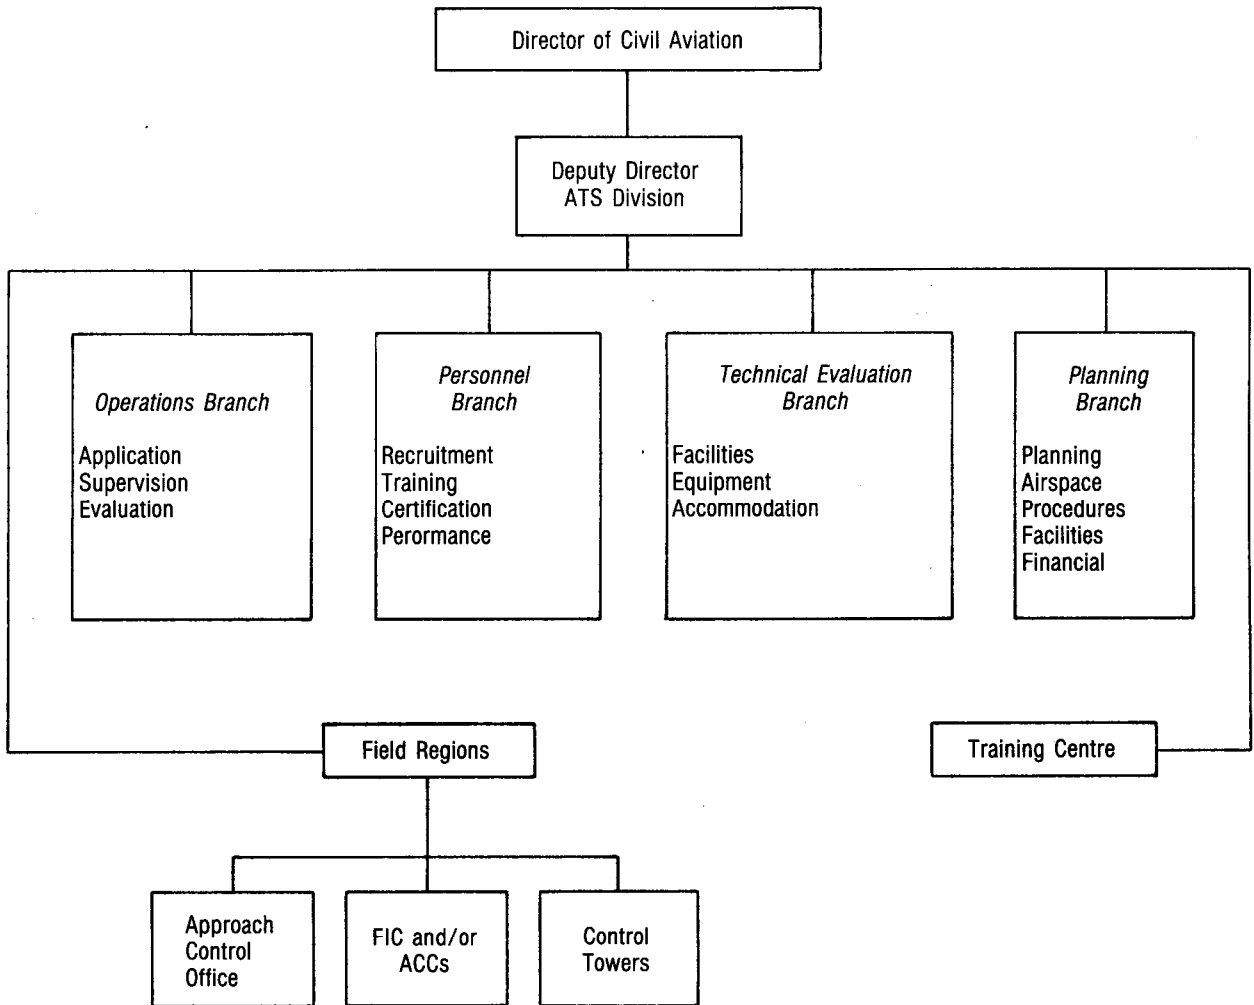 Director of Civil Aviation
Deputy Director
ATS Division
Operations Branch
Application
Supervision
Evaluation
Personnel
Branch
Recruitment
Training
Certification
Perormance
Technical Evaluation
Branch
Facilities
Equipment
Accommodation
Planning
Branch
Planning
Airspace
Procedures
Facilities
Financial
Field Regions
Training Centre
Approach
Control
Office
FIC and/or
ACCs
Control
Towers